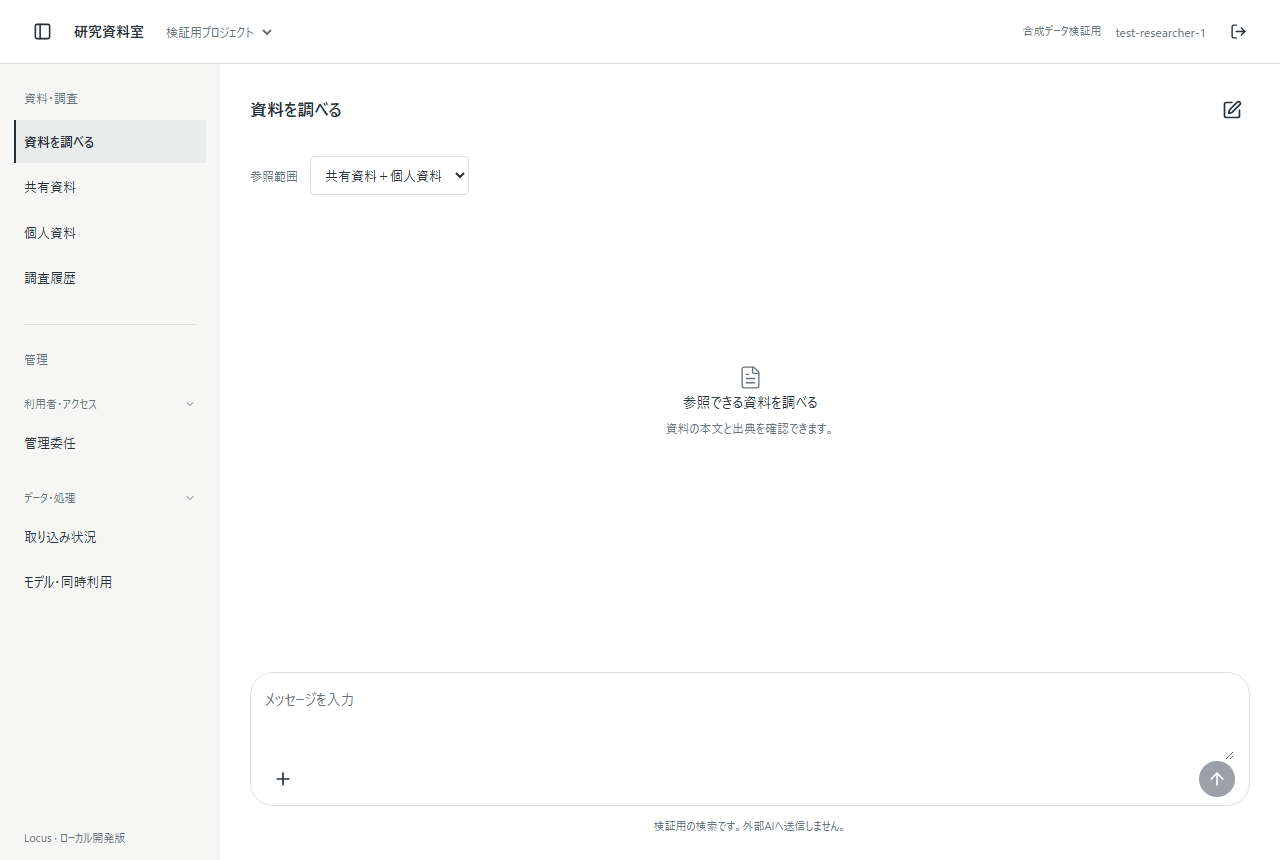 研究資料室
検証用プロジェクト
合成データ検証用
test-researcher-1
資料・調査
資料を調べる
共有資料
個人資料
調査履歴
管理
利用者・アクセス
管理委任
データ・処理
取り込み状況
モデル・同時利用
Locus · ローカル開発版
資料を調べる
参照範囲
共有資料+個人資料
参照できる資料を調べる
資料の本文と出典を確認できます。
メッセージを入力
検証用の検索です。外部AIへ送信しません。